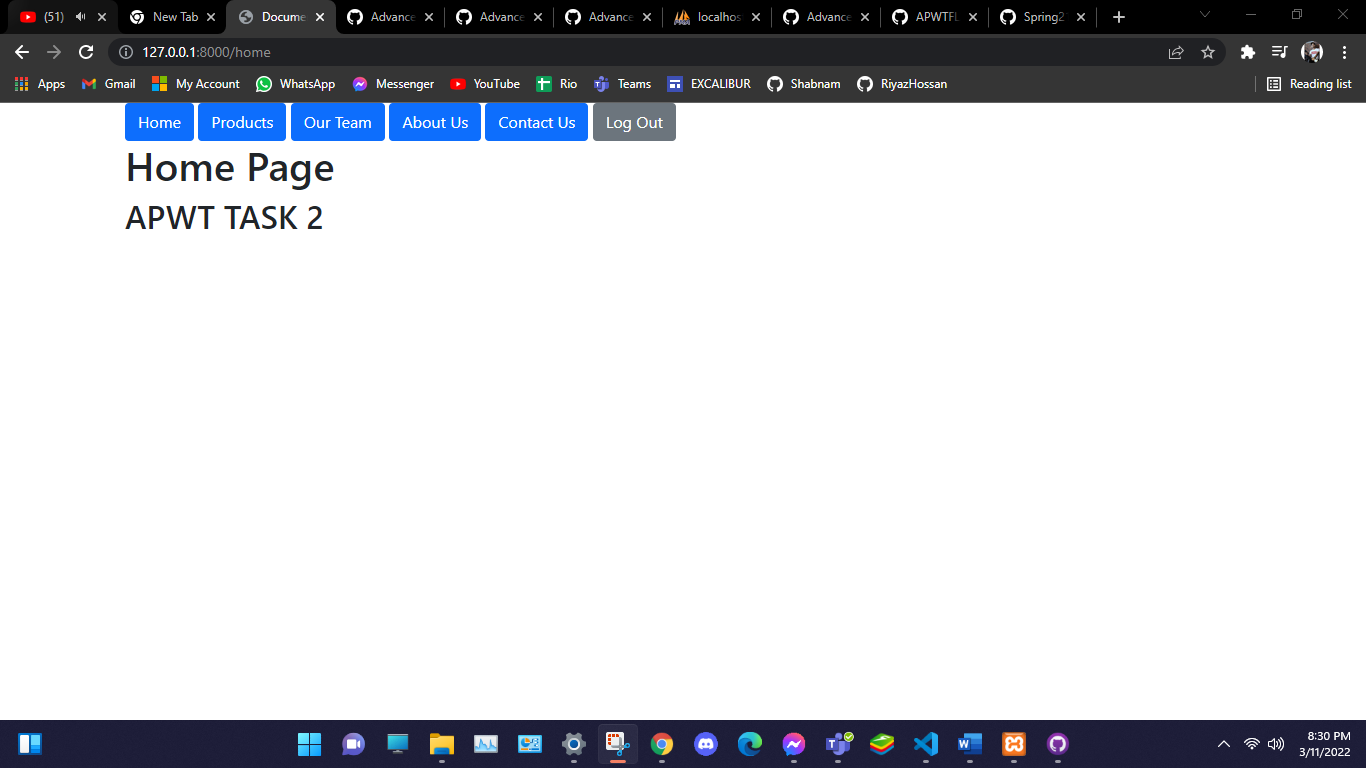 (51) New Tab Docume Advance Advance Advance localhos Advance APWTFL Spring2
127.0.0.1:8000/home
Apps Gmail My Account WhatsApp Messenger YouTube Rio Teams EXCALIBUR Shabnam RiyazHossan Reading list
Home Products Our Team About Us Contact Us Log Out
Home Page
APWT TASK 2
8:30 PM
3/11/2022